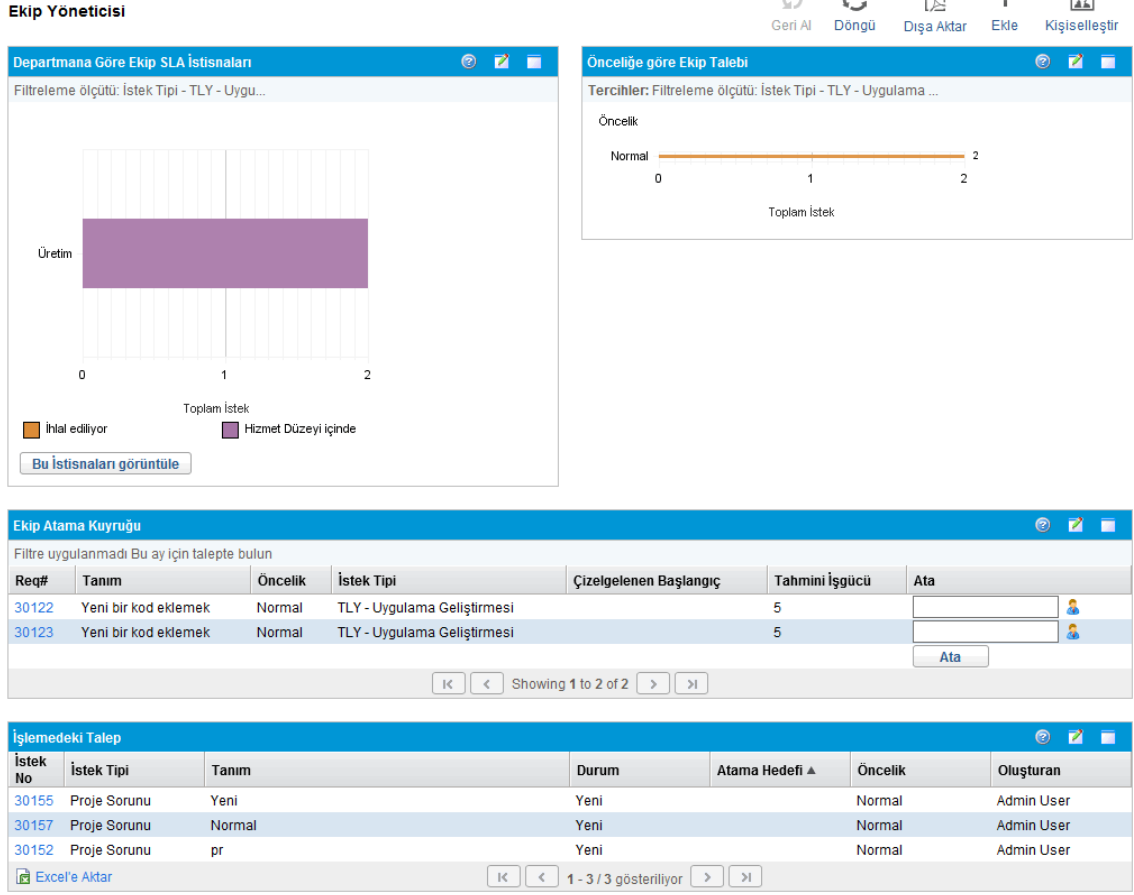 Ekip Yöneticisi
Geri Al Döngü Dışa Aktar Ekle Kişiselleştir
Departmana Göre Ekip SLA İstisnaları
Filtreleme ölçütü: İstek Tipi - TLY - Uygu...
Üretim
0 1 2
Toplam İstek
İhlal ediliyor Hizmet Düzeyi içinde
Bu İstisnaları görüntüle
Önceliğe göre Ekip Talebi
Tercihler: Filtreleme ölçütü: İstek Tipi - TLY - Uygulama ...
Öncelik
Normal 2
0 1 2
Toplam İstek
Ekip Atama Kuyruğu
Filtre uygulanmadı Bu ay için talepte bulun
Req# Tanım Öncelik İstek Tipi Çizelgelenen Başlangıç Tahmini İşgücü Ata
30122 Yeni bir kod eklemek Normal TLY - Uygulama Geliştirmesi 5
30123 Yeni bir kod eklemek Normal TLY - Uygulama Geliştirmesi 5
Ata
Showing 1 to 2 of 2
İşlemedeki Talep
İstek No İstek Tipi Tanım Durum Atama Hedefi Öncelik Oluşturan
30155 Proje Sorunu Yeni Yeni Normal Admin User
30157 Proje Sorunu Normal Yeni Normal Admin User
30152 Proje Sorunu pr Yeni Normal Admin User
Excel'e Aktar 1 - 3 / 3 gösteriliyor